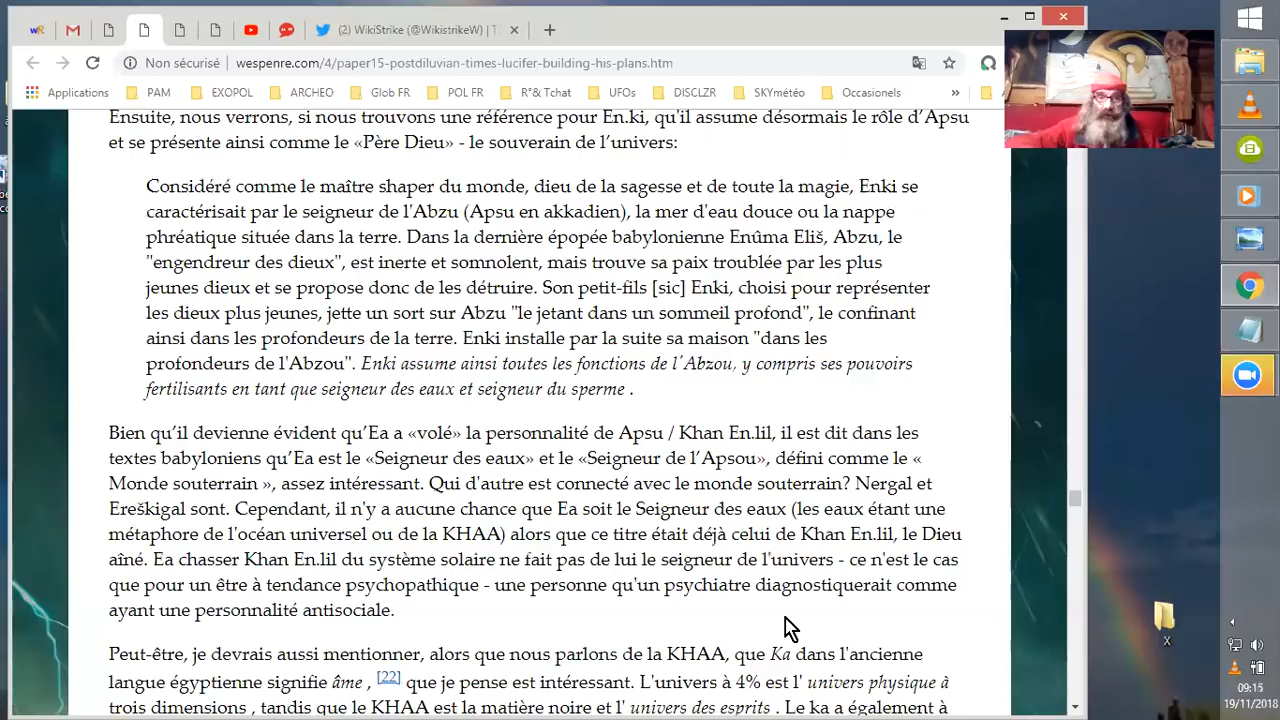 (2) WikiStrike (@WikistrikeW) | T
Non sécurisé wespenre.com/4/paper15-postdiluvian-times-lucifer-building-his-plans.htm
Applications PAM EXOPOL ARCHEO Club FR POL FR ROXTchat UFOs DISCLZR SKYmétéo Occasionels »
Ensuite, nous verrons, si nous trouvons une référence pour En.ki, qu'il assume désormais le rôle d'Apsu
et se présente ainsi comme le «Père Dieu» - le souverain de l'univers:
Considéré comme le maître shaper du monde, dieu de la sagesse et de toute la magie, Enki se
caractérisait par le seigneur de l'Abzu (Apsu en akkadien), la mer d'eau douce ou la nappe
phréatique située dans la terre. Dans la dernière épopée babylonienne Enûma Eliš, Abzu, le
"engendreur des dieux", est inerte et somnolent, mais trouve sa paix troublée par les plus
jeunes dieux et se propose donc de les détruire. Son petit-fils [sic] Enki, choisi pour représenter
les dieux plus jeunes, jette un sort sur Abzu "le jetant dans un sommeil profond", le confinant
ainsi dans les profondeurs de la terre. Enki installe par la suite sa maison "dans les
profondeurs de l'Abzou". Enki assume ainsi toutes les fonctions de l'Abzou, y compris ses pouvoirs
fertilisants en tant que seigneur des eaux et seigneur du sperme .
Bien qu'il devienne évident qu'Ea a «volé» la personnalité de Apsu / Khan En.lil, il est dit dans les
textes babyloniens qu'Ea est le «Seigneur des eaux» et le «Seigneur de l'Apsou», défini comme le «
Monde souterrain », assez intéressant. Qui d'autre est connecté avec le monde souterrain? Nergal et
Ereškigal sont. Cependant, il n'y a aucune chance que Ea soit le Seigneur des eaux (les eaux étant une
métaphore de l'océan universel ou de la KHAA) alors que ce titre était déjà celui de Khan En.lil, le Dieu
aîné. Ea chasser Khan En.lil du système solaire ne fait pas de lui le seigneur de l'univers - ce n'est le cas
que pour un être à tendance psychopathique - une personne qu'un psychiatre diagnostiquerait comme
ayant une personnalité antisociale.
Peut-être, je devrais aussi mentionner, alors que nous parlons de la KHAA, que Ka dans l'ancienne
langue égyptienne signifie âme , [22] que je pense est intéressant. L'univers à 4% est l' univers physique à
trois dimensions , tandis que le KHAA est la matière noire et l' univers des esprits . Le ka a également à
X
09:15
19/11/2018